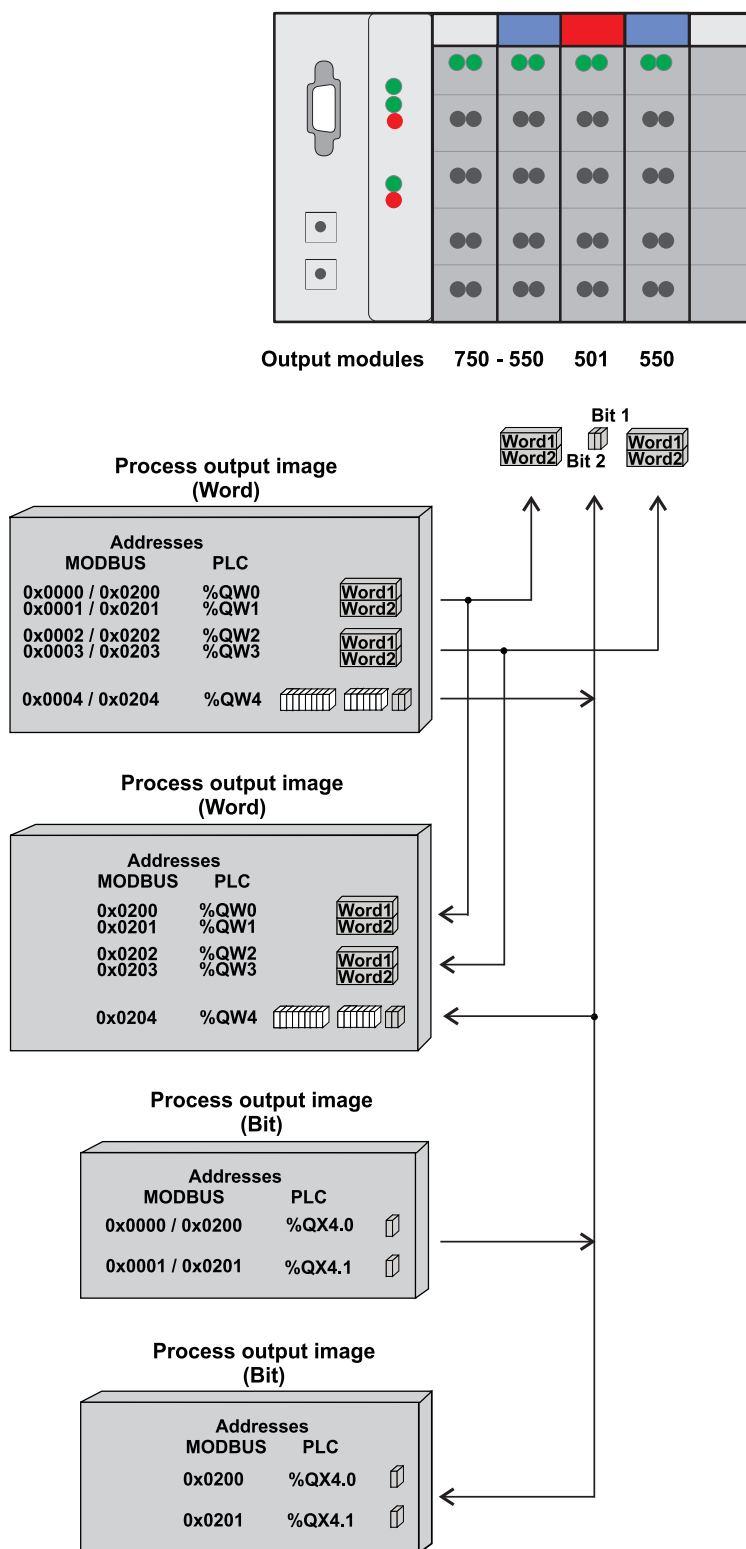 Output modules 750 - 550 501 550
Bit 1
Word1 Word1
Word2 Bit 2 Word2
Process output image
(Word)
Addresses
MODBUS PLC
0x0000 / 0x0200 %QW0 Word1
0x0001 / 0x0201 %QW1 Word2
0x0002 / 0x0202 %QW2 Word1
0x0003 / 0x0203 %QW3 Word2
0x0004 / 0x0204 %QW4
Process output image
(Word)
Addresses
MODBUS PLC
0x0200 %QW0 Word1
0x0201 %QW1 Word2
0x0202 %QW2 Word1
0x0203 %QW3 Word2
0x0204 %QW4
Process output image
(Bit)
Addresses
MODBUS PLC
0x0000 / 0x0200 %QX4.0
0x0001 / 0x0201 %QX4.1
Process output image
(Bit)
Addresses
MODBUS PLC
0x0200 %QX4.0
0x0201 %QX4.1